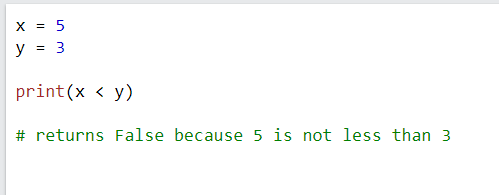 x = 5
y = 3
print(x < y)
# returns False because 5 is not less than 3